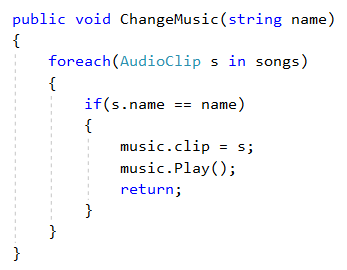 public void ChangeMusic(string name)
{
    foreach(AudioClip s in songs)
    {
        if(s.name == name)
        {
            music.clip = s;
            music.Play();
            return;
        }
    }
}